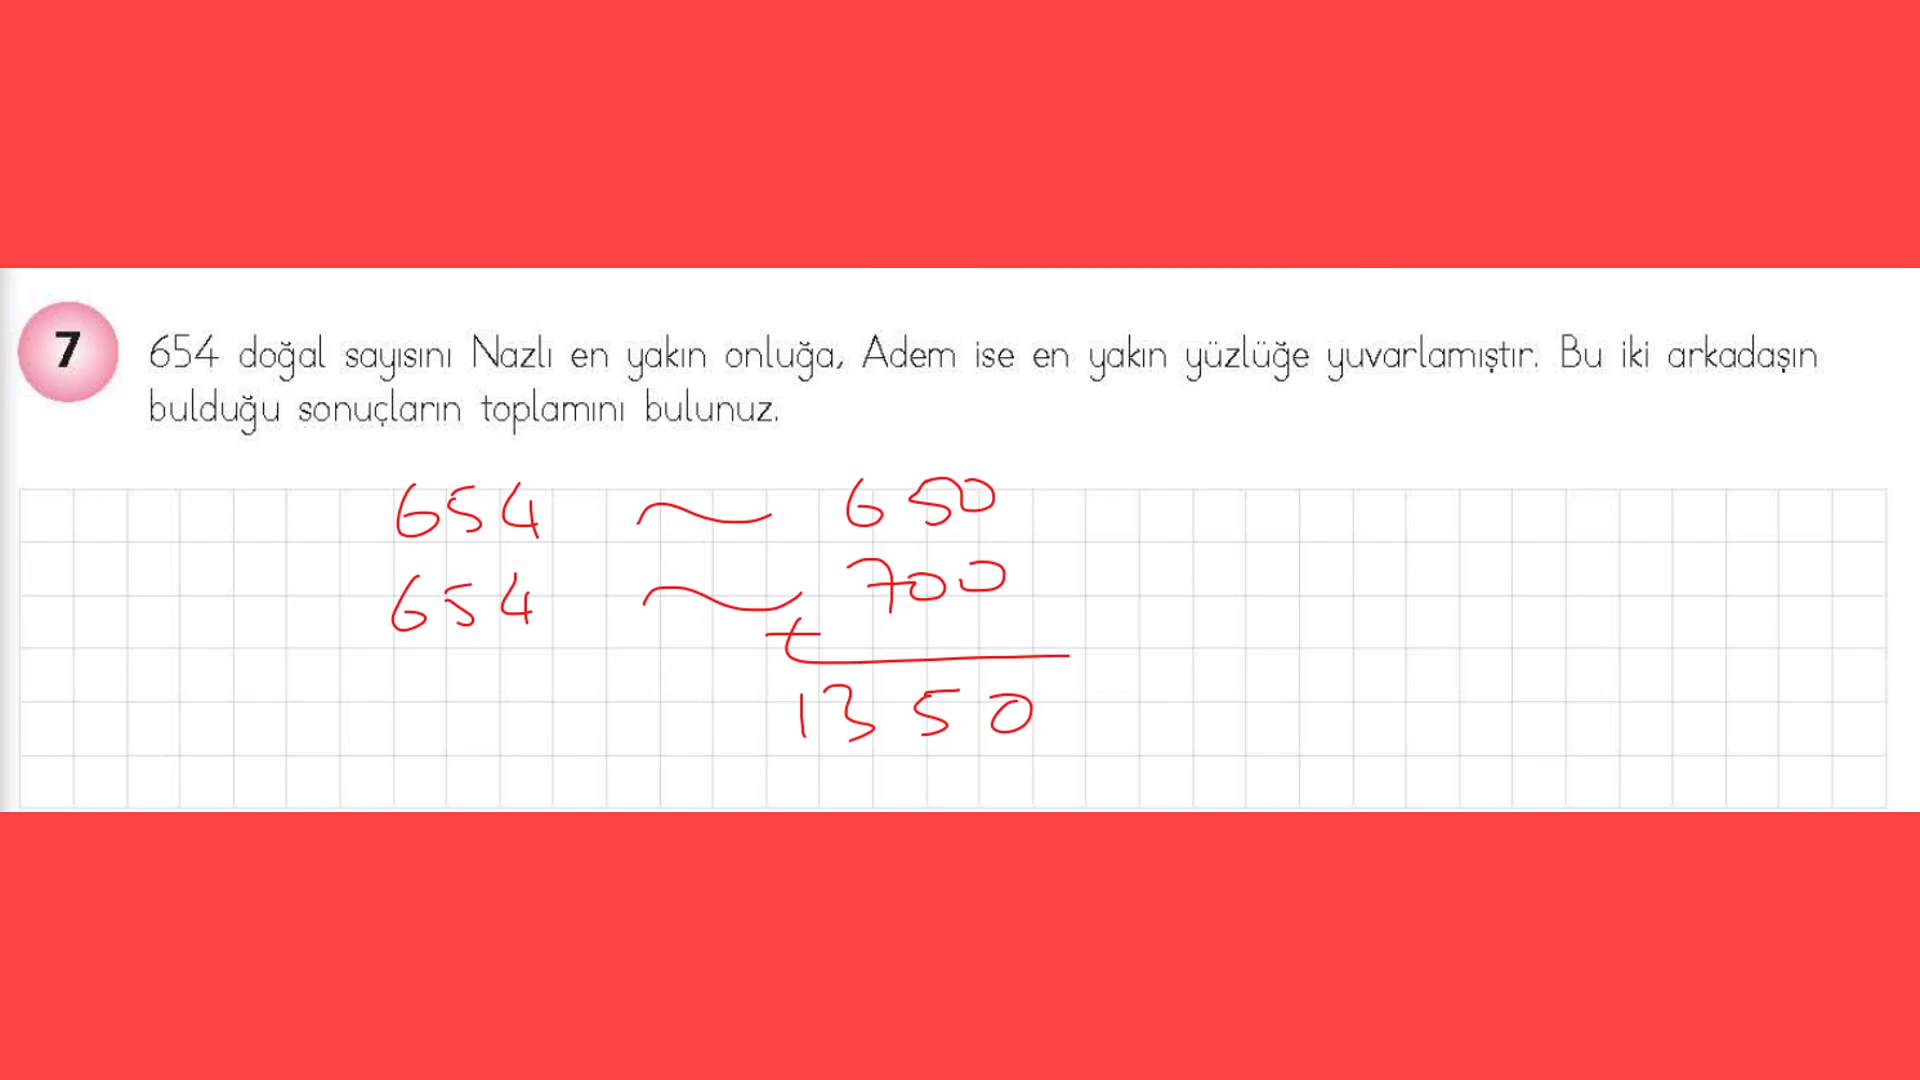 7
654 doğal sayısını Nazlı en yakın onluğa, Adem ise en yakın yüzlüğe yuvarlamıştır. Bu iki arkadaşın
bulduğu sonuçların toplamını bulunuz.
654 ~ 650
654 ~ 700
+
1350